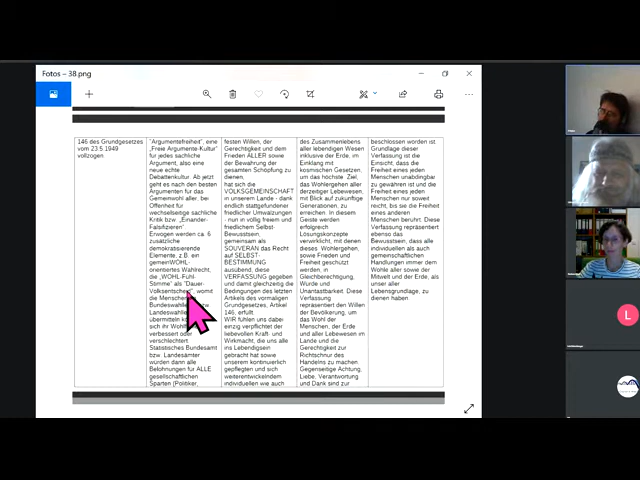 Fotos – 38.png
146 des Grundgesetzes
vom 23.5 1949
vollzogen
"Argumentefreiheit", eine
„Freie Argumente-Kultur"
für jedes sachliche
Argument, also eine
neue echte
Debattenkultur. Ab jetzt
geht es nach den besten
Argumenten für das
Gemeinwohl aller, bei
Offenheit für
wechselseitige sachliche
Kritik bzw. „Einander-
Falsifizieren"
Erwogen werden ca. 6
zusätzliche
demokratisierende
Elemente, z.B. ein
gemeinWOHL-
orientiertes Wahlrecht,
die „WOHL-Fühl-
Stimme" als "Dauer-
Volksentscheid", womit
die Menschen
Bundeswahlleiter bzw.
Landeswahl
übermitteln
sich ihr Wohl
verbessert oder
verschlechtert
Statistisches Bundesamt
bzw. Landesämter
würden dann alle
Belohnungen für ALLE
gesellschaftlichen
Sparten (Politiker,
festen Willen, der
Gerechtigkeit und dem
Frieden ALLER sowie
der Bewahrung der
gesamten Schöpfung zu
dienen,
hat sich die
VOLKSGEMEINSCHAFT
in unserem Lande - dank
endlich stattgefundener
friedlicher Umwälzungen
- nun in völlig freiem und
friedlichem Selbst-
Bewusstsein,
gemeinsam als
SOUVERÄN das Recht
auf SELBST-
BESTIMMUNG
ausübend, diese
VERFASSUNG gegeben
und damit gleichzeitig die
Bedingungen des letzten
Artikels des vormaligen
Grundgesetzes, Artikel
146, erfüllt.
WIR fühlen uns dabei
einzig verpflichtet der
liebevollen Kraft- und
Wirkmacht, die uns alle
ins Lebendigsein
gebracht hat sowie
unserem kontinuierlich
gepflegten und sich
weiterentwickelndem
individuellen wie auch
des Zusammenlebens
aller lebendigen Wesen
inklusive der Erde, im
Einklang mit
kosmischen Gesetzen,
um das höchste Ziel,
das Wohlergehen aller
derzeitiger Lebewesen,
mit Blick auf zukünftige
Generationen, zu
erreichen. In diesem
Geiste werden
erfolgreich
Lösungskonzepte
verwirklicht, mit denen
dieses Wohlergehen,
sowie Frieden und
Freiheit geschützt
werden, in
Gleichberechtigung,
Würde und
Unantastbarkeit. Diese
Verfassung
repräsentiert den Willen
der Bevölkerung, um
das Wohl der
Menschen, der Erde
und aller Lebewesen im
Lande und die
Gerechtigkeit zur
Richtschnur des
Handelns zu machen.
Gegenseitige Achtung,
Liebe, Verantwortung
und Dank sind zur
beschlossen worden ist
Grundlage dieser
Verfassung ist die
Einsicht, dass die
Freiheit eines jeden
Menschen unabdingbar
zu gewähren ist und die
Freiheit eines jeden
Menschen nur soweit
reicht, bis sie die Freiheit
eines anderen
Menschen berührt. Diese
Verfassung repräsentiert
ebenso das
Bewusstsein, dass alle
individuellen als auch
gemeinschaftlichen
Handlungen immer dem
Wohle aller sowie der
Mitwelt und der Erde, als
unser aller
Lebensgrundlage, zu
dienen haben
L